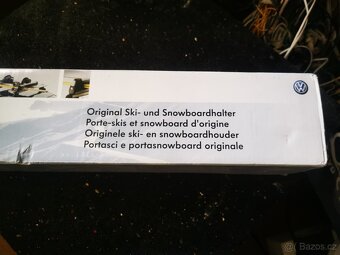 Original Ski- und Snowboardhalter
Porte-skis et snowboard d'origine
Originele ski- en snowboardhouder
Portasci e portasnowboard originale
Bazos.cz